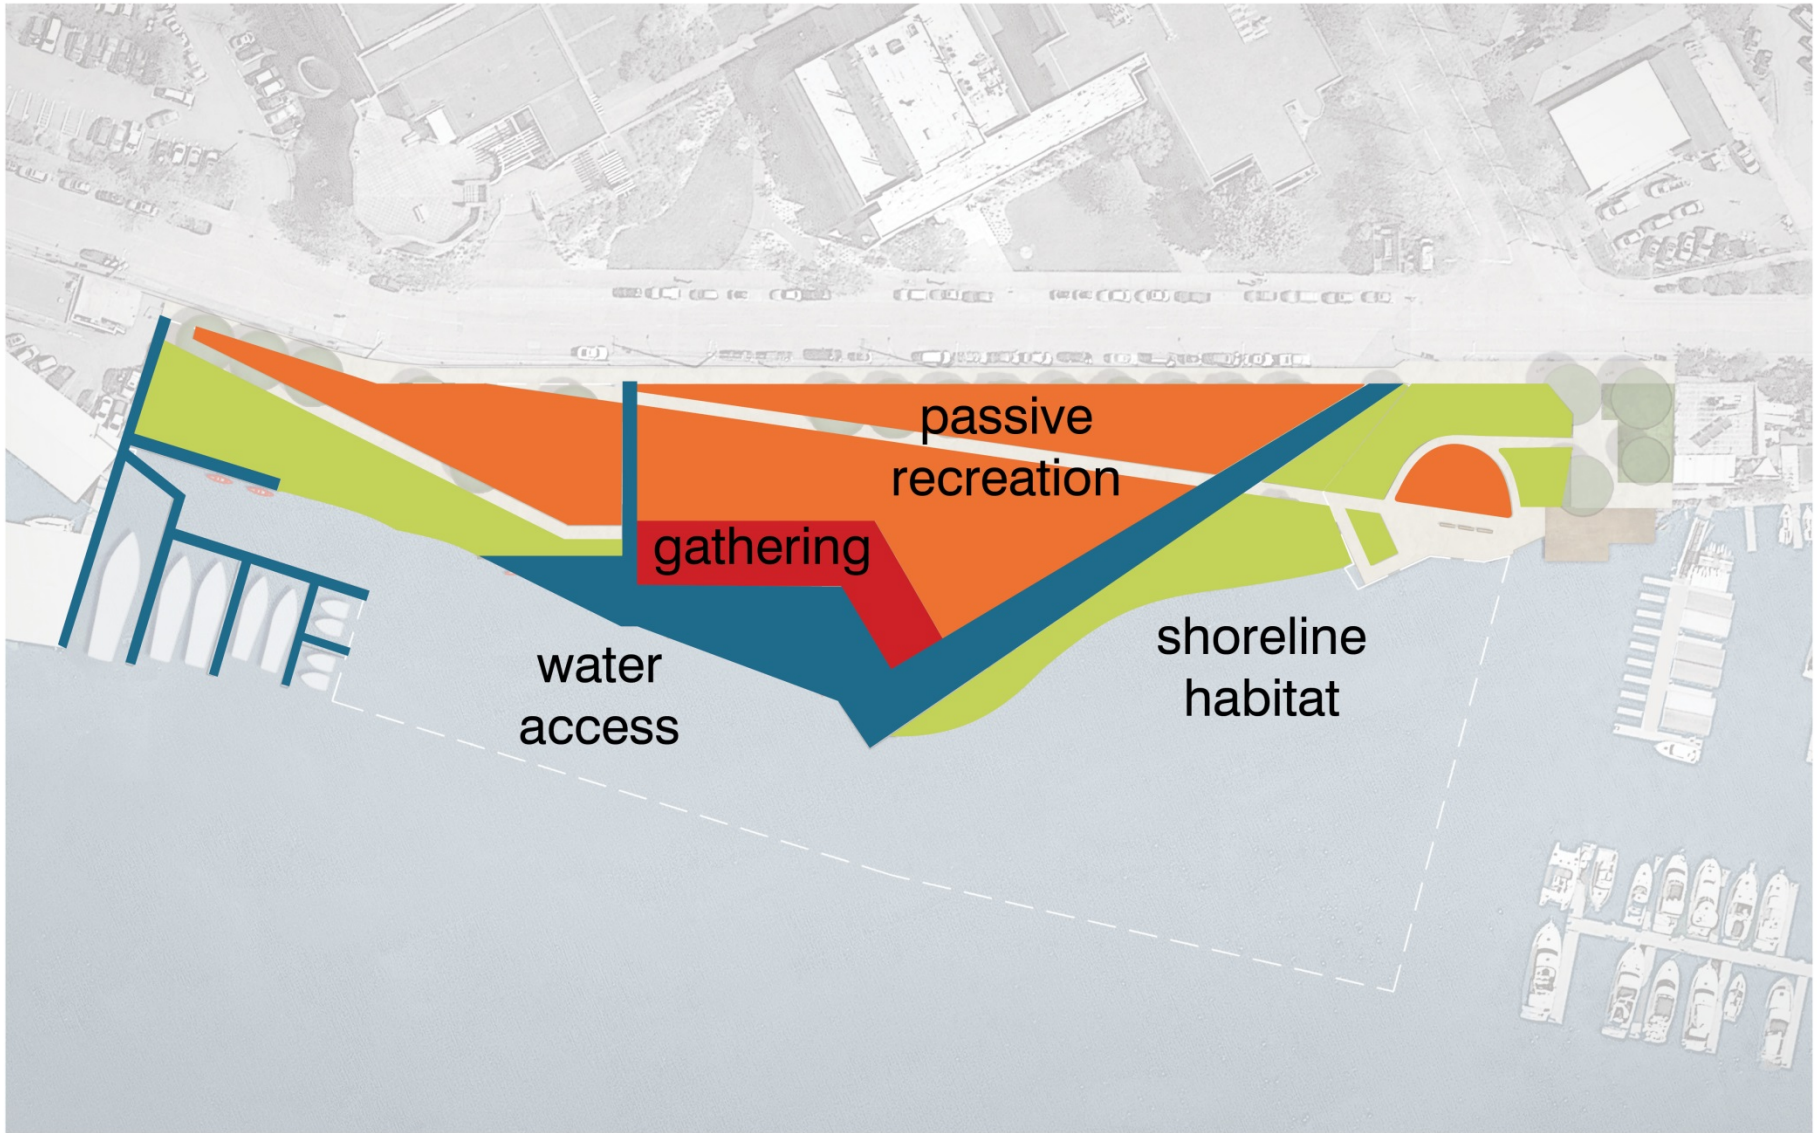 passive
recreation
gathering
water
access
shoreline
habitat